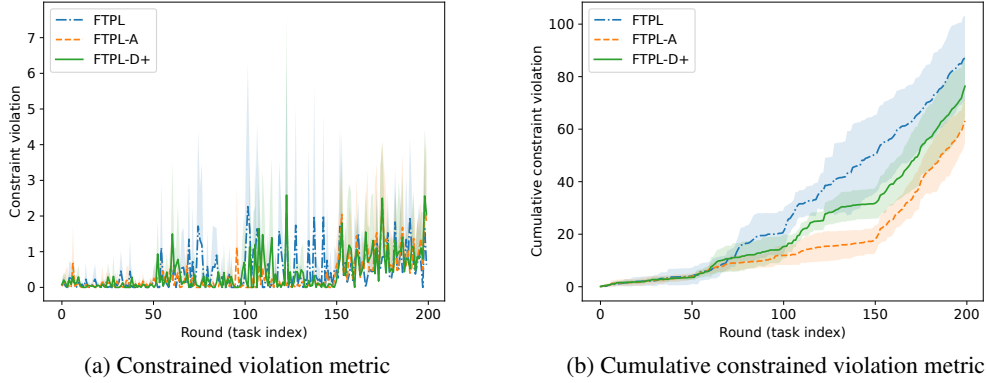 FTPL
FTPL-A
FTPL-D+
7
6
5
4
3
2
1
0
Constraint violation
0
50
100
150
200
Round (task index)
(a) Constrained violation metric
FTPL
FTPL-A
FTPL-D+
100
80
60
40
20
0
Cumulative constraint violation
0
50
100
150
200
Round (task index)
(b) Cumulative constrained violation metric